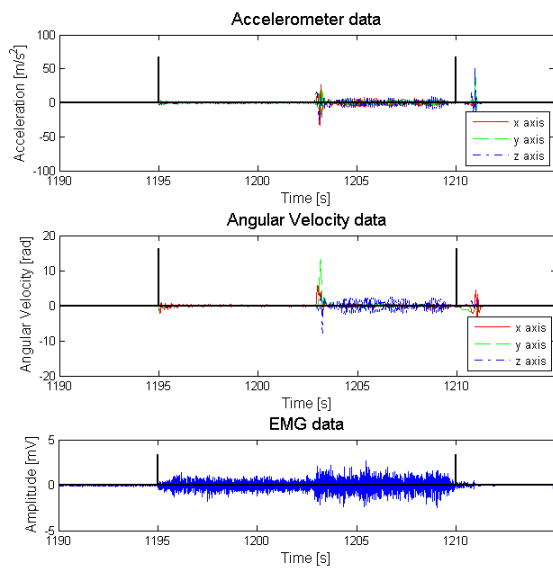 Accelerometer data
Acceleration [m/s²]
100
50
0
-50
-100
x axis
y axis
z axis
1190
1195
1200
1205
1210
Time [s]
Angular Velocity data
Angular Velocity [rad]
20
10
0
-10
-20
x axis
y axis
z axis
1190
1195
1200
1205
1210
Time [s]
EMG data
Amplitude [mV]
5
0
-5
1190
1195
1200
1205
1210
Time [s]